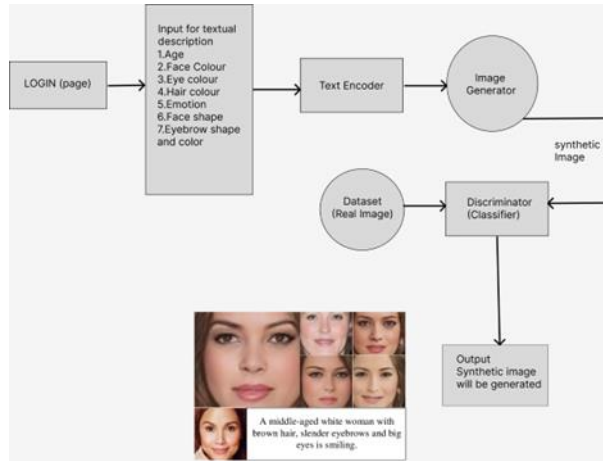 LOGIN (page)
Input for textual
description
1.Age
2.Face Colour
3.Eye colour
4.Hair colour
5.Emotion
6.Face shape
7.Eyebrow shape
and color
Text Encoder
Image
Generator
synthetic
Image
Dataset
(Real Image)
Discriminator
(Classifier)
Output
Synthetic image
will be generated
A middle-aged white woman with
brown hair, slender eyebrows and big
eyes is smiling.